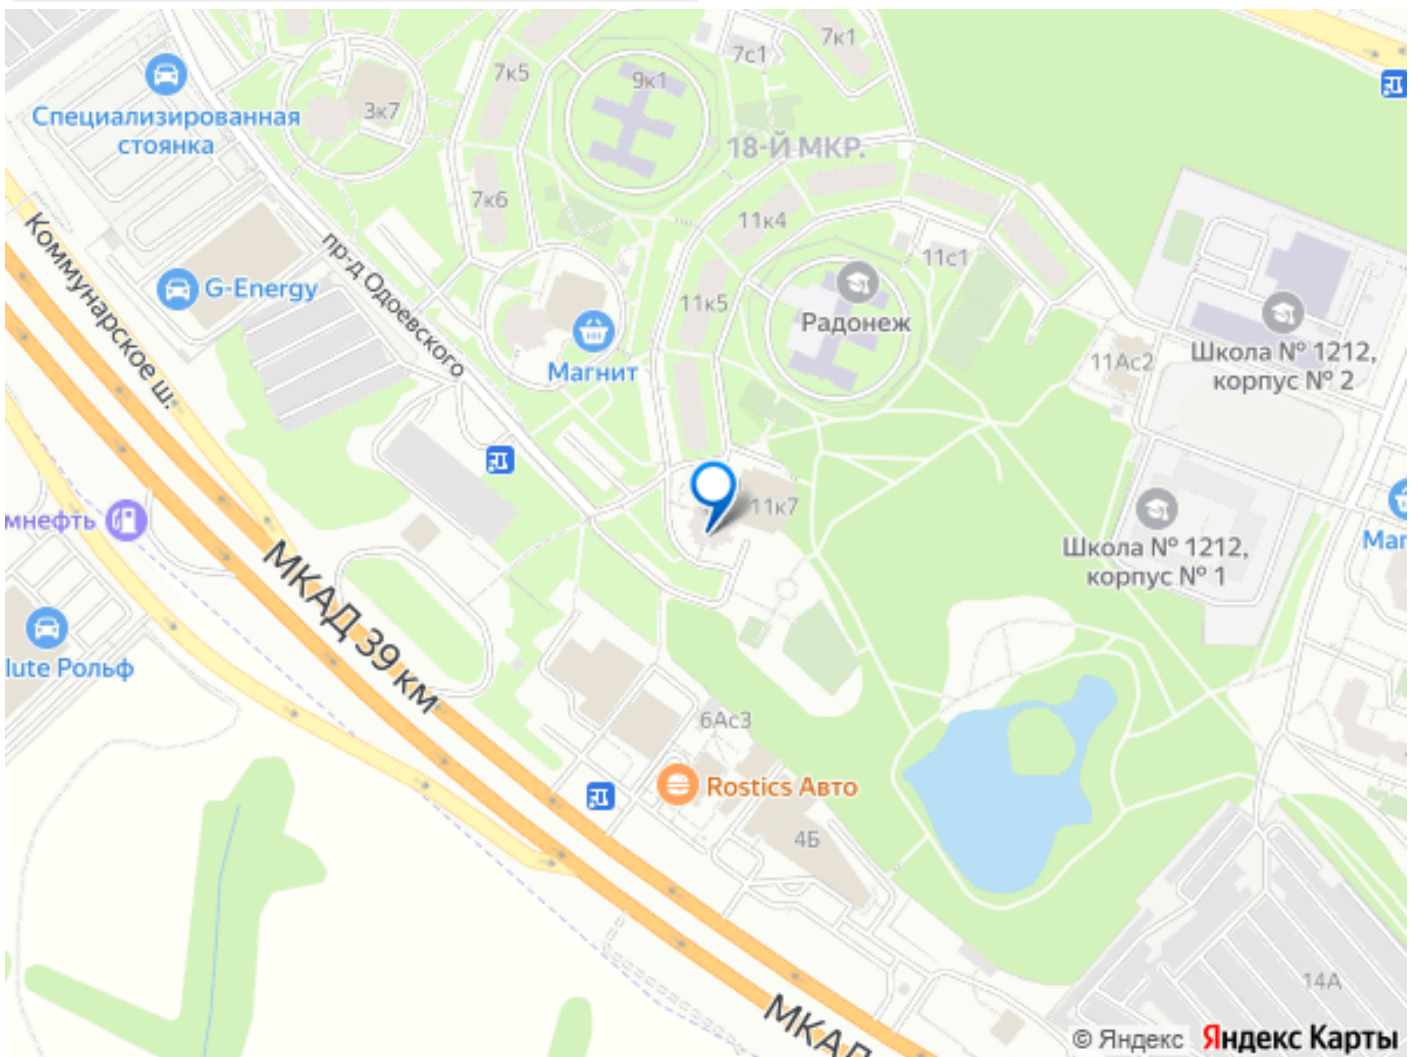 7к1
7с1
7к5
9к1
3к7
Специализированная
стоянка
18-Й МКР.
7к6
11к4
Коммунарское ш.
пр-д Одоевского
11с1
G-Energy
11к5
Радонеж
Магнит
11Ас2
Школа № 1212,
корпус № 2
11к7
мнефть
Школа № 1212,
корпус № 1
Маг
МКАД 39 км
lute Рольф
6Ас3
Rostics Авто
4Б
14А
МКАД
© Яндекс Яндекс Карты